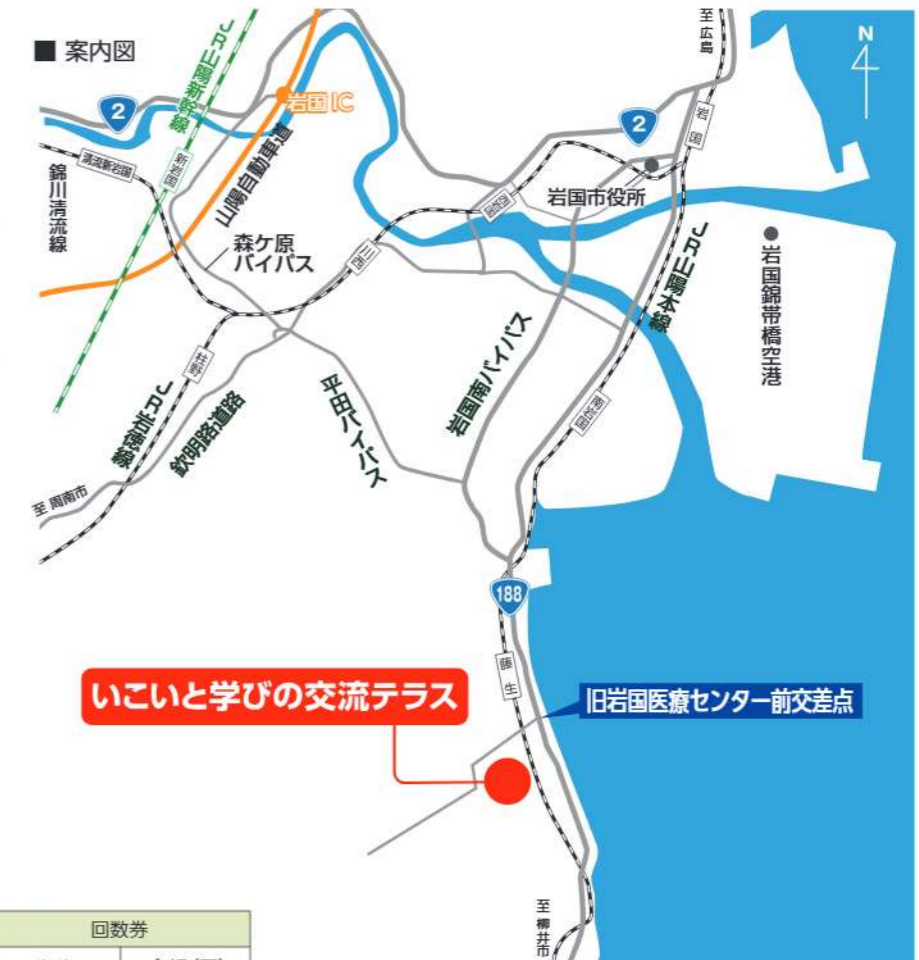 ■ 案内図
N
至広島
JR山陽新幹線
2
岩国IC
2
岩国
清流新岩国
新岩国
山陽自動車道
錦川清流線
西岩国
岩国市役所
森ケ原
バイパス
川西
JR山陽本線
岩国錦帯橋空港
柱野
JR岩徳線
欽明路道路
平田バイパス
岩国南バイパス
南岩国
至 周南市
188
藤生
いこいと学びの交流テラス
旧岩国医療センター前交差点
至柳井市
回数券